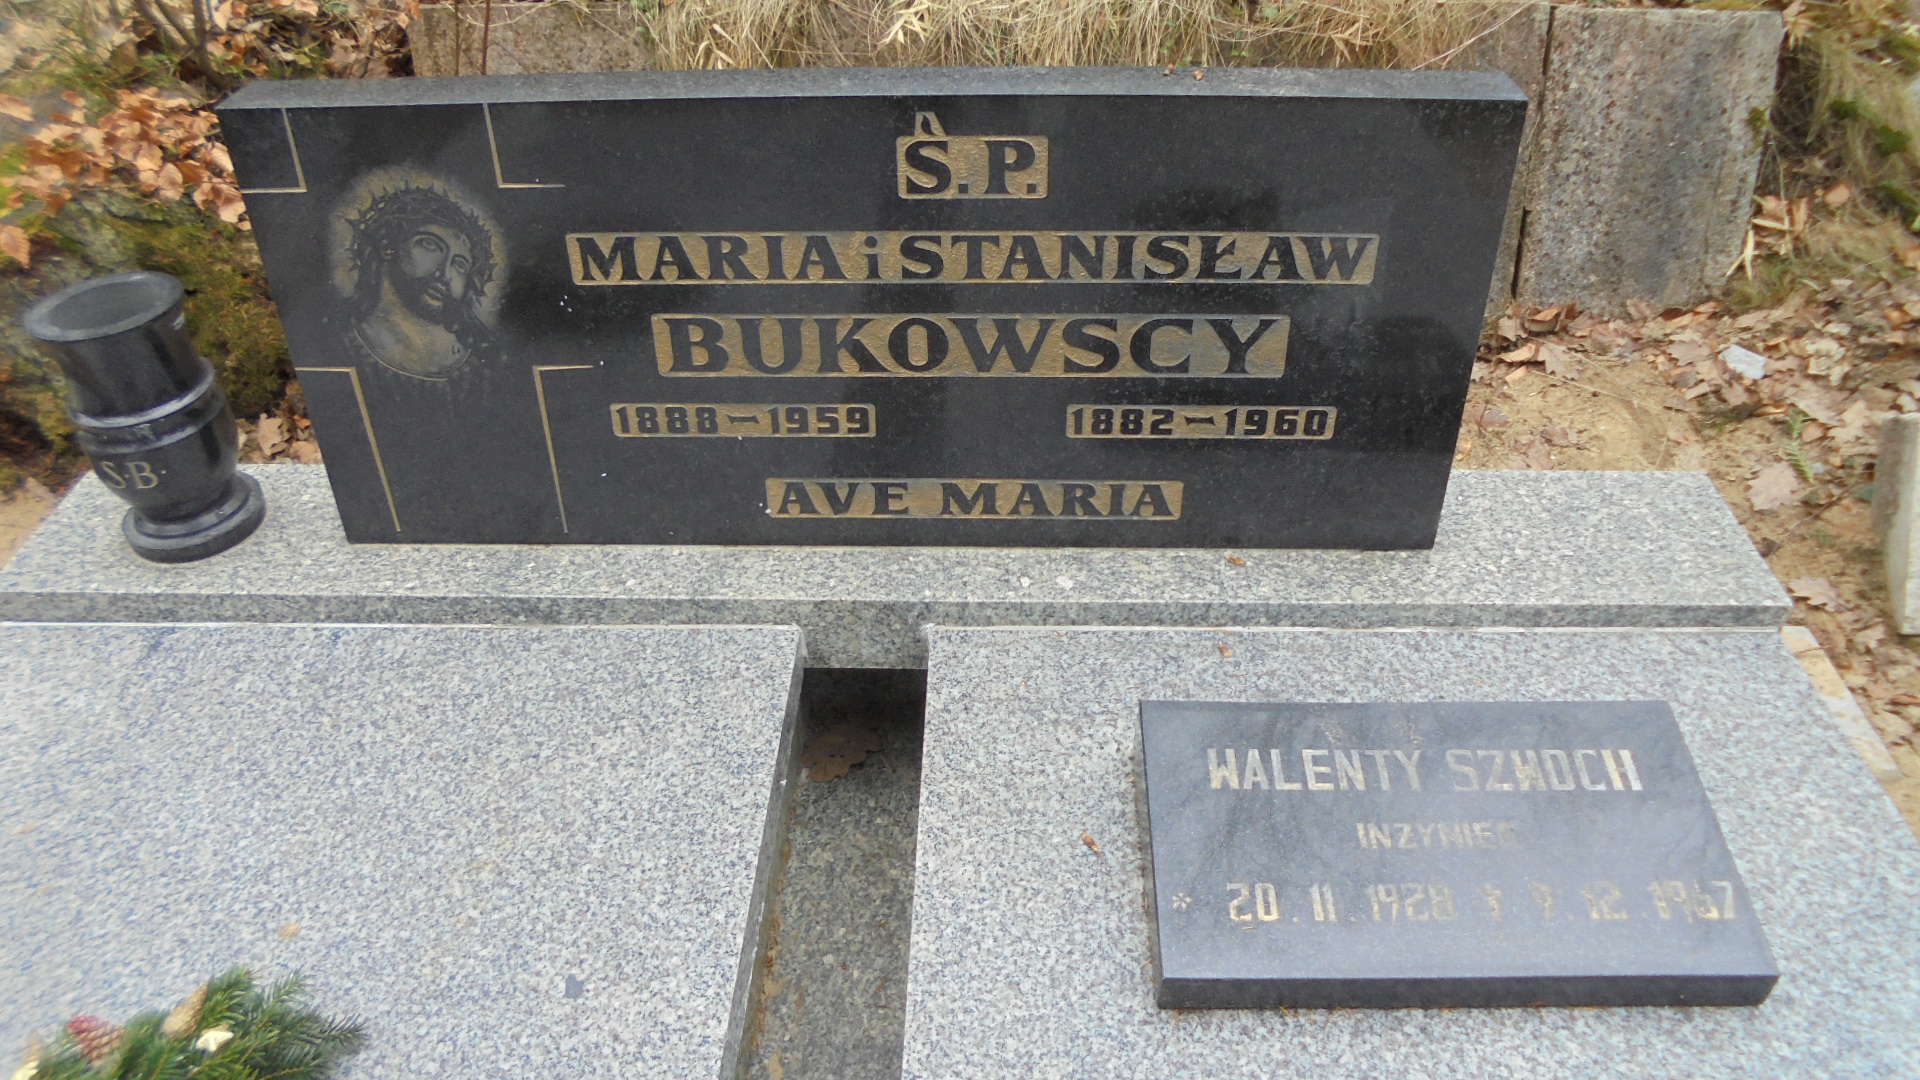 Ś.P.
MARIA i STANISŁAW
BUKOWSCY
1888-1959 1882-1960
AVE MARIA
S.B.
WALENTY SZWOCH
INŻYNIER
* 20.11.1928 † 9.12.1967